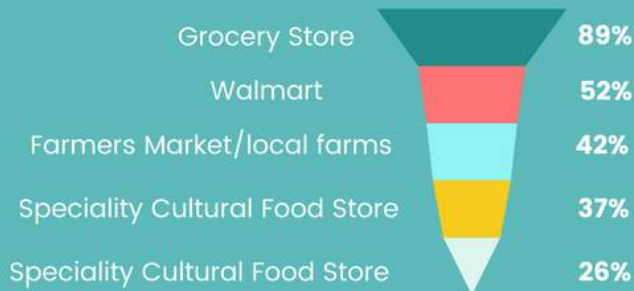 Grocery Store 89%
Walmart 52%
Farmers Market/local farms 42%
Speciality Cultural Food Store 37%
Speciality Cultural Food Store 26%